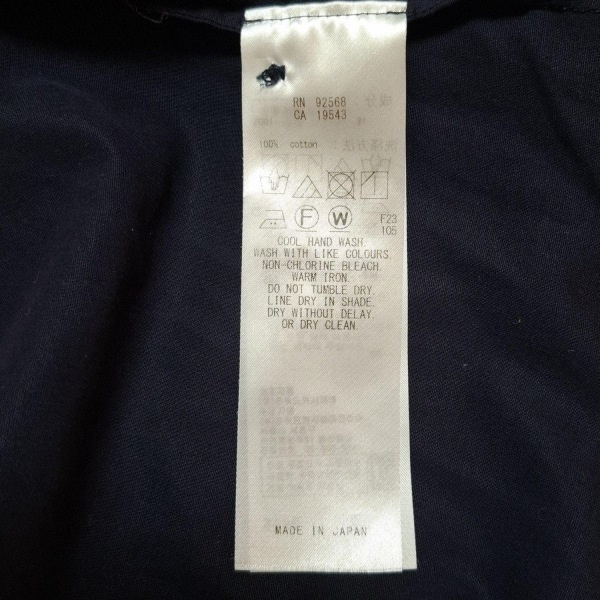 RN 92568
CA 19543
100% cotton
F W F23
105
COOL HAND WASH.
WASH WITH LIKE COLOURS.
NON-CHLORINE BLEACH.
WARM IRON.
DO NOT TUMBLE DRY.
LINE DRY IN SHADE.
DRY WITHOUT DELAY.
OR DRY CLEAN.
MADE IN JAPAN